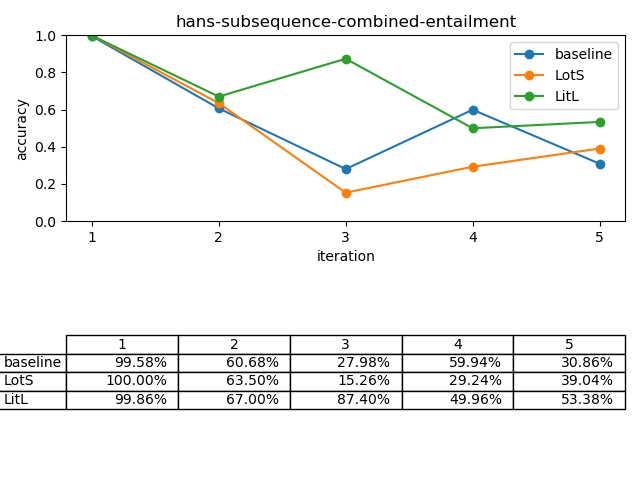 hans-subsequence-combined-entailment
1.0
0.8
0.6
0.4
0.2
0.0
accuracy
baseline
LotS
LitL
1 2 3 4 5
iteration
1 2 3 4 5
baseline 99.58% 60.68% 27.98% 59.94% 30.86%
LotS 100.00% 63.50% 15.26% 29.24% 39.04%
LitL 99.86% 67.00% 87.40% 49.96% 53.38%